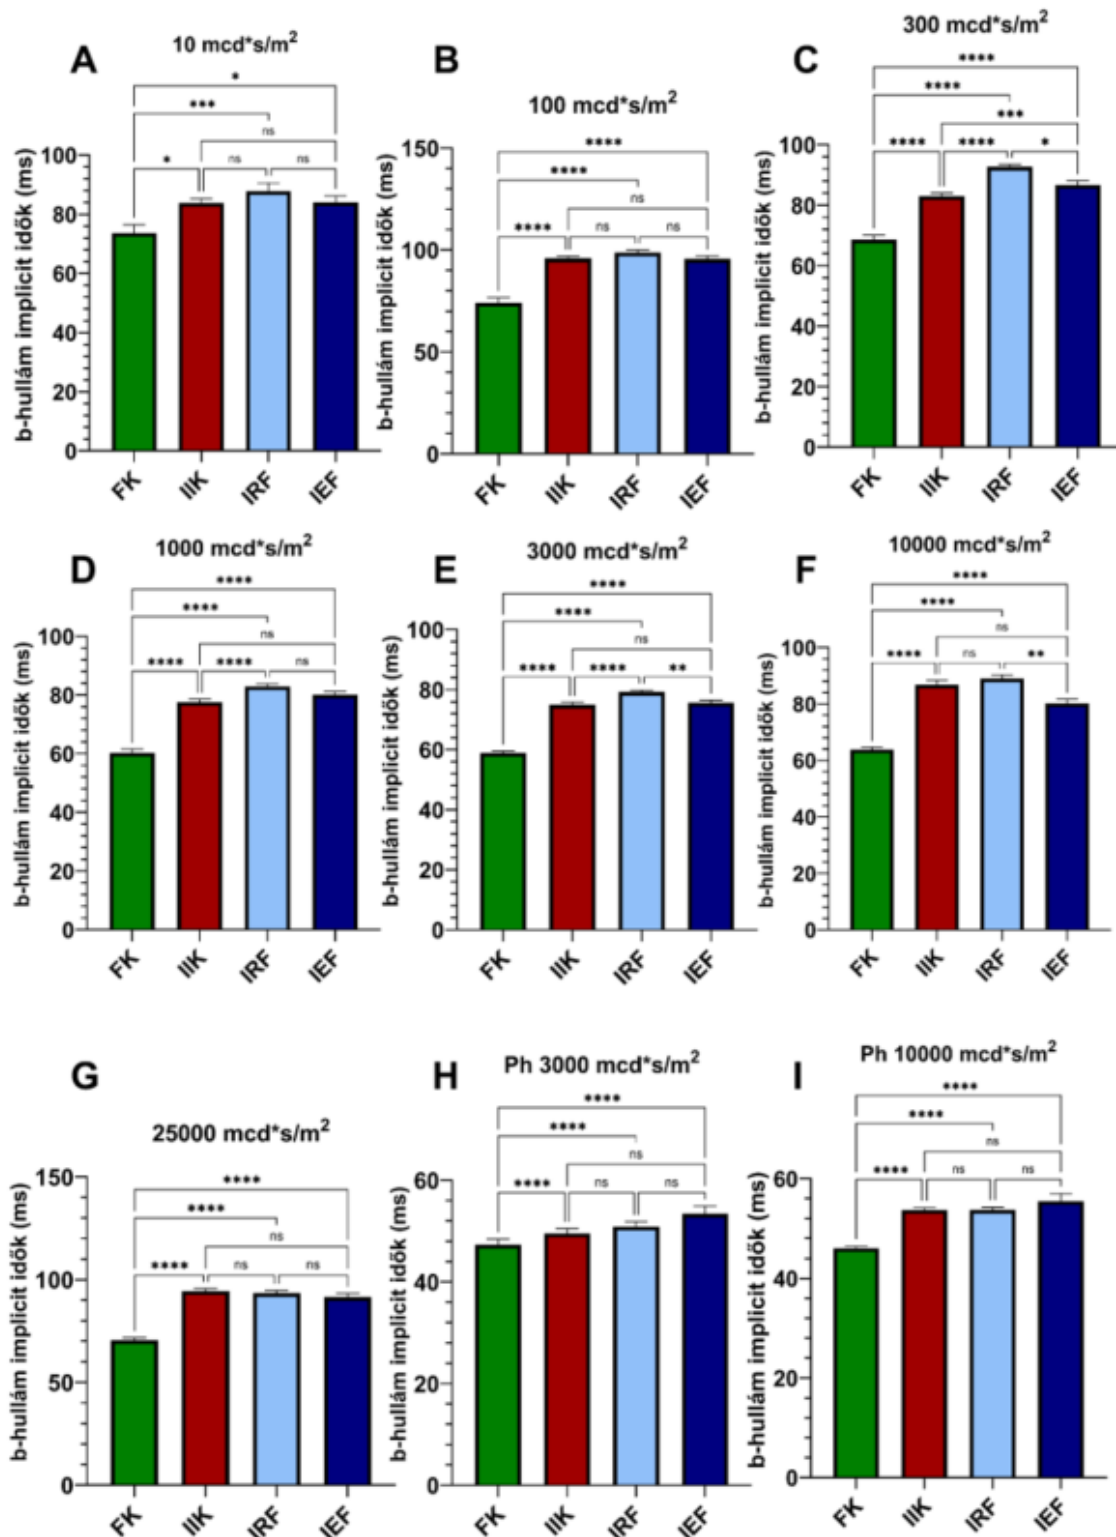 A
10 mcd*s/m²
*
***
ns
*
ns
ns
b-hullám implicit idők (ms)
100
80
60
40
20
0
FK
IIK
IRF
IEF
B
100 mcd*s/m²
****
****
ns
****
ns
ns
b-hullám implicit idők (ms)
150
100
50
0
FK
IIK
IRF
IEF
C
300 mcd*s/m²
****
****
***
****
****
*
b-hullám implicit idők (ms)
100
80
60
40
20
0
FK
IIK
IRF
IEF
D
1000 mcd*s/m²
****
****
ns
****
****
ns
b-hullám implicit idők (ms)
100
80
60
40
20
0
FK
IIK
IRF
IEF
E
3000 mcd*s/m²
****
****
ns
****
****
**
b-hullám implicit idők (ms)
100
80
60
40
20
0
FK
IIK
IRF
IEF
F
10000 mcd*s/m²
****
****
ns
****
ns
**
b-hullám implicit idők (ms)
100
80
60
40
20
0
FK
IIK
IRF
IEF
G
25000 mcd*s/m²
****
****
ns
****
ns
ns
b-hullám implicit idők (ms)
150
100
50
0
FK
IIK
IRF
IEF
H
Ph 3000 mcd*s/m²
****
****
ns
****
ns
ns
b-hullám implicit idők (ms)
60
40
20
0
FK
IIK
IRF
IEF
I
Ph 10000 mcd*s/m²
****
****
ns
****
ns
ns
b-hullám implicit idők (ms)
60
40
20
0
FK
IIK
IRF
IEF